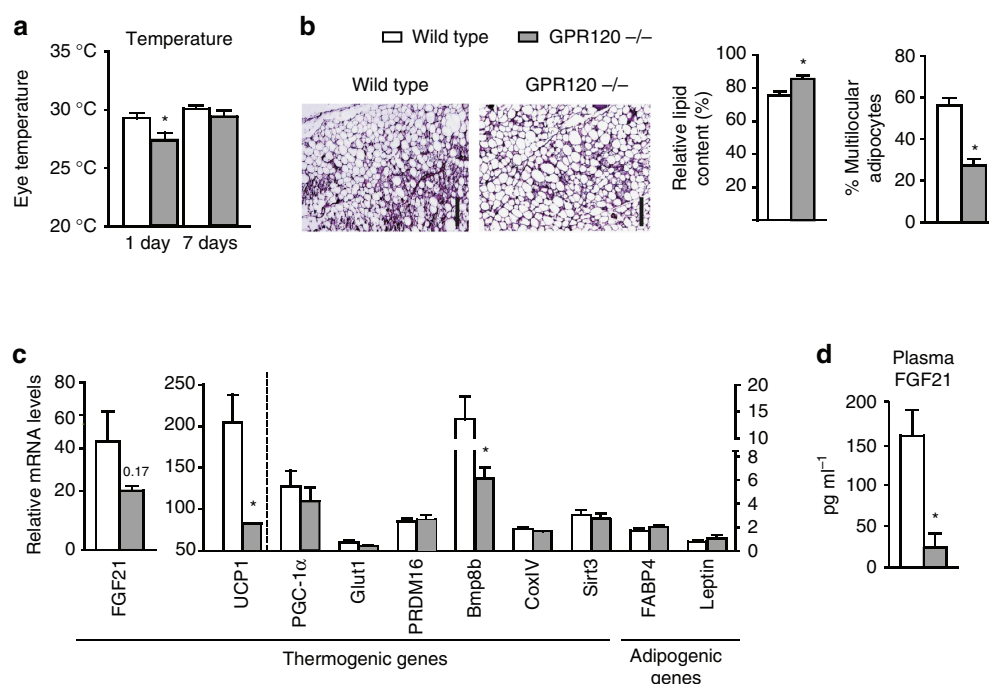 a
Temperature
35 °C
30 °C
25 °C
20 °C
Eye temperature
*
1 day 7 days
b
Wild type GPR120 –/–
Wild type
GPR120 –/–
Relative lipid
content (%)
100
80
60
40
20
*
% Multilocular
adipocytes
80
60
40
20
0
*
c
Relative mRNA levels
80
60
40
20
0
0.17
FGF21
250
200
150
100
50
*
*
20
15
10
8
6
4
2
0
UCP1
PGC-1α
Glut1
PRDM16
Bmp8b
CoxIV
Sirt3
FABP4
Leptin
Thermogenic genes
Adipogenic
genes
d
Plasma
FGF21
pg ml⁻¹
200
150
100
50
0
*